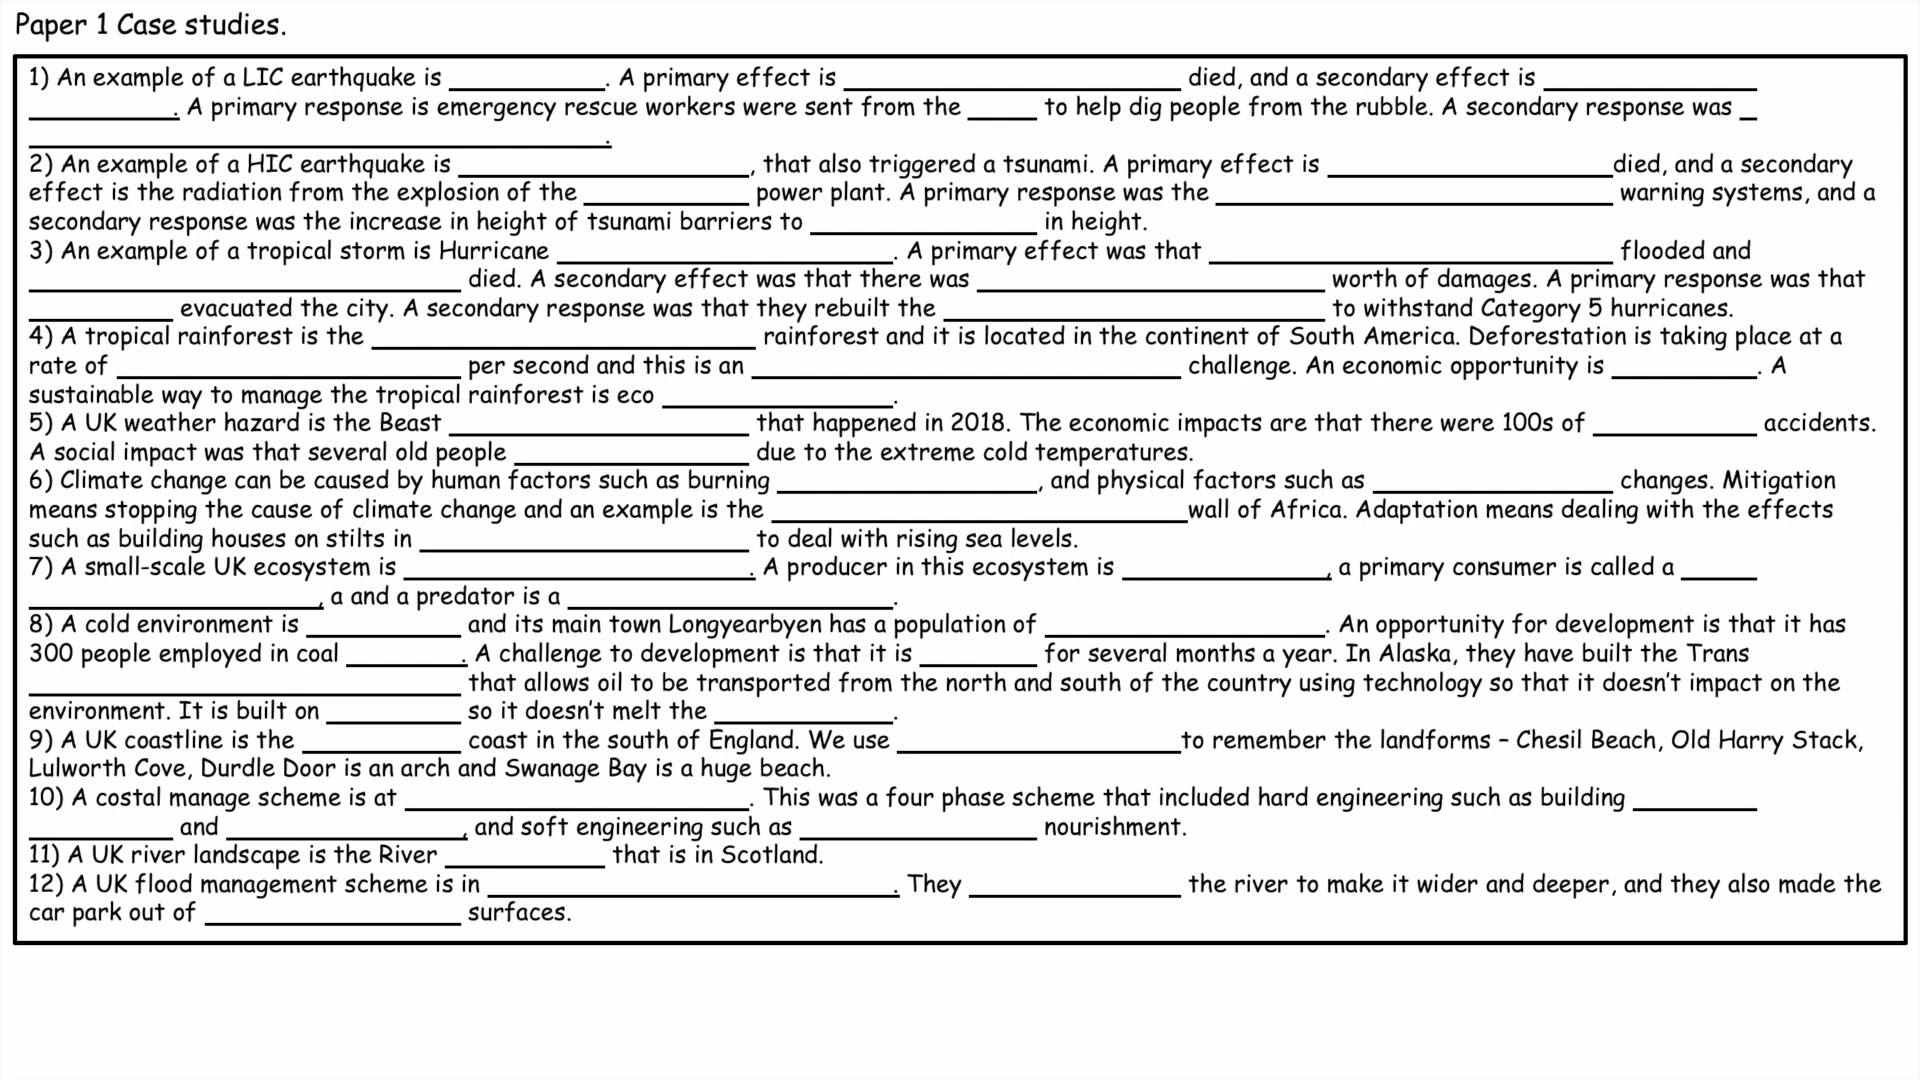 Paper 1 Case studies.
1) An example of a LIC earthquake is ___________. A primary effect is ________________________ died, and a secondary effect is _______________
___________. A primary response is emergency rescue workers were sent from the _____ to help dig people from the rubble. A secondary response was _
__________________________________________.
2) An example of a HIC earthquake is _____________________, that also triggered a tsunami. A primary effect is ____________________died, and a secondary
effect is the radiation from the explosion of the ____________ power plant. A primary response was the ____________________________ warning systems, and a
secondary response was the increase in height of tsunami barriers to ________________ in height.
3) An example of a tropical storm is Hurricane ________________________. A primary effect was that _____________________________ flooded and
_______________________________ died. A secondary effect was that there was _________________________ worth of damages. A primary response was that
__________ evacuated the city. A secondary response was that they rebuilt the ___________________________ to withstand Category 5 hurricanes.
4) A tropical rainforest is the ___________________________ rainforest and it is located in the continent of South America. Deforestation is taking place at a
rate of ________________________ per second and this is an ______________________________ challenge. An economic opportunity is __________. A
sustainable way to manage the tropical rainforest is eco ________________.
5) A UK weather hazard is the Beast _____________________ that happened in 2018. The economic impacts are that there were 100s of ____________ accidents.
A social impact was that several old people _________________ due to the extreme cold temperatures.
6) Climate change can be caused by human factors such as burning __________________, and physical factors such as _________________ changes. Mitigation
means stopping the cause of climate change and an example is the _____________________________wall of Africa. Adaptation means dealing with the effects
such as building houses on stilts in _______________________ to deal with rising sea levels.
7) A small-scale UK ecosystem is _________________________. A producer in this ecosystem is _______________, a primary consumer is called a _____
_____________________, a and a predator is a _______________________.
8) A cold environment is ___________ and its main town Longyearbyen has a population of ____________________. An opportunity for development is that it has
300 people employed in coal ________. A challenge to development is that it is ________ for several months a year. In Alaska, they have built the Trans
_______________________________ that allows oil to be transported from the north and south of the country using technology so that it doesn’t impact on the
environment. It is built on __________ so it doesn’t melt the _____________.
9) A UK coastline is the ___________ coast in the south of England. We use ____________________to remember the landforms – Chesil Beach, Old Harry Stack,
Lulworth Cove, Durdle Door is an arch and Swanage Bay is a huge beach.
10) A costal manage scheme is at ________________________. This was a four phase scheme that included hard engineering such as building _________
__________ and _________________, and soft engineering such as _________________ nourishment.
11) A UK river landscape is the River ___________ that is in Scotland.
12) A UK flood management scheme is in _____________________________. They _______________ the river to make it wider and deeper, and they also made the
car park out of __________________ surfaces.